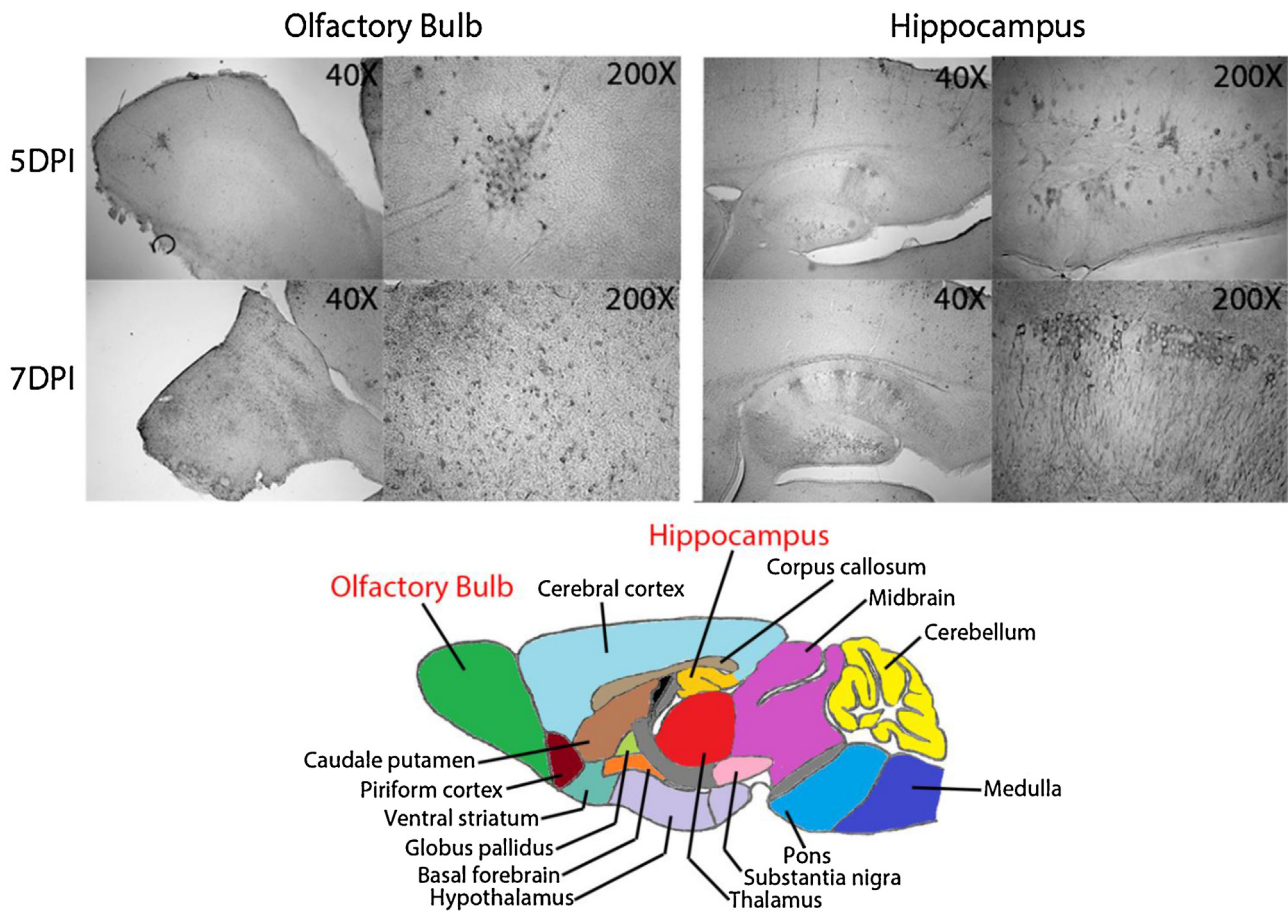 Olfactory Bulb
Hippocampus
5DPI
40X
200X
40X
200X
7DPI
40X
200X
40X
200X
Hippocampus
Corpus callosum
Olfactory Bulb
Cerebral cortex
Midbrain
Cerebellum
Caudale putamen
Piriform cortex
Ventral striatum
Globus pallidus
Basal forebrain
Hypothalamus
Medulla
Pons
Substantia nigra
Thalamus